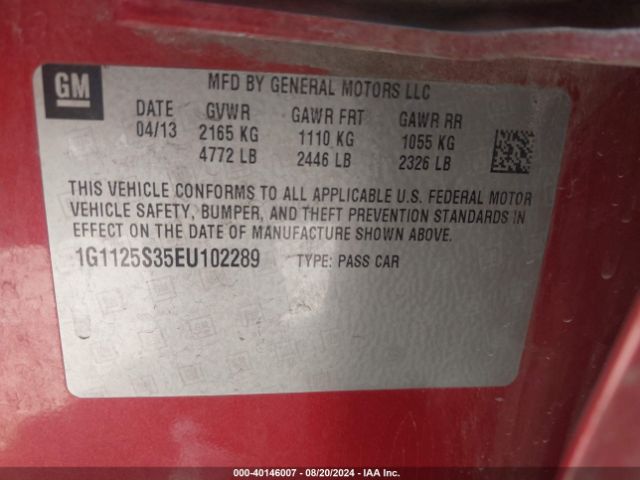 GM
MFD BY GENERAL MOTORS LLC
DATE GVWR GAWR FRT GAWR RR
04/13 2165 KG 1110 KG 1055 KG
4772 LB 2446 LB 2326 LB
THIS VEHICLE CONFORMS TO ALL APPLICABLE U.S. FEDERAL MOTOR
VEHICLE SAFETY, BUMPER, AND THEFT PREVENTION STANDARDS IN
EFFECT ON THE DATE OF MANUFACTURE SHOWN ABOVE.
1G1125S35EU102289 TYPE: PASS CAR
000-40146007 - 08/20/2024 - IAA Inc.